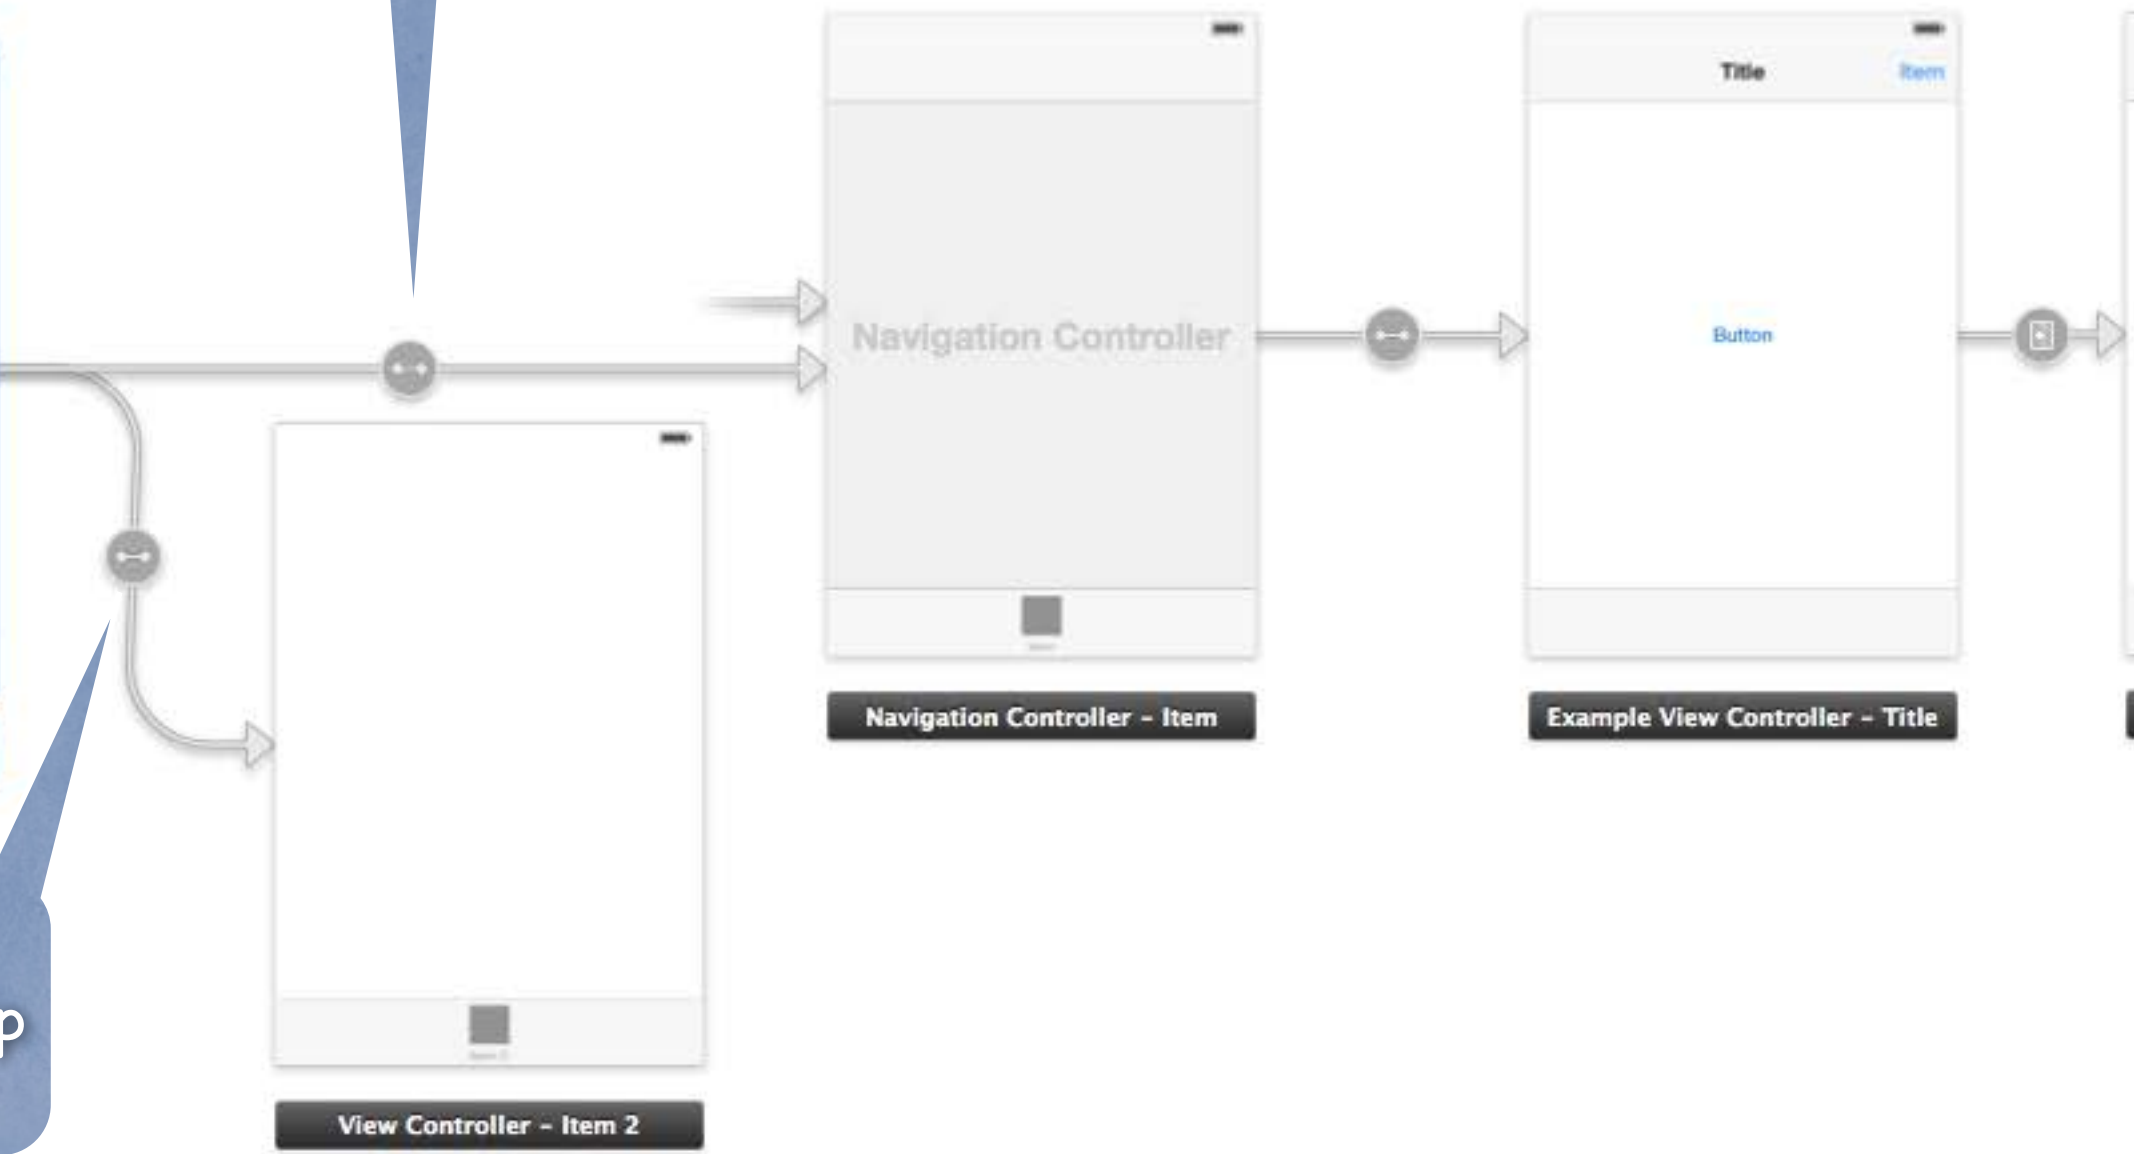 Title
Item
Navigation Controller
Button
Navigation Controller - Item
Example View Controller - Title
p
View Controller - Item 2